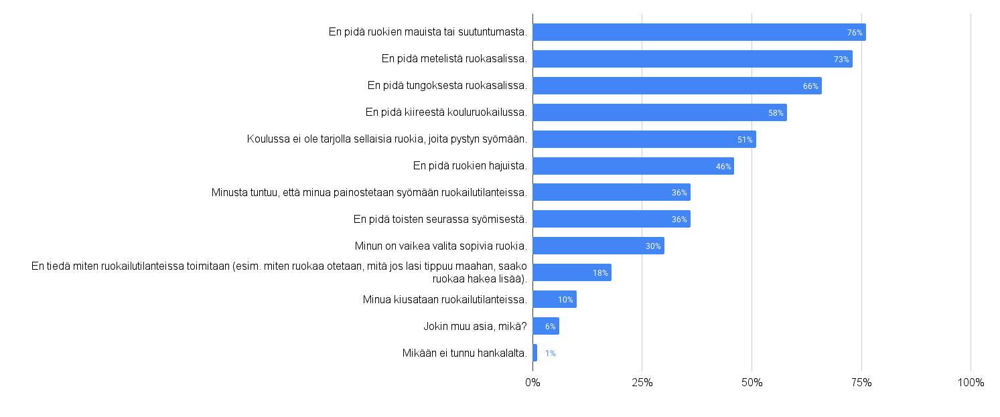 En pidä ruokien mauista tai suutuntumasta.
76%
En pidä metelistä ruokasalissa.
73%
En pidä tungoksesta ruokasalissa.
66%
En pidä kiireestä kouluruokailussa.
58%
Koulussa ei ole tarjolla sellaisia ruokia, joita pystyn syömään.
51%
En pidä ruokien hajuista.
46%
Minusta tuntuu, että minua painostetaan syömään ruokailutilanteissa.
36%
En pidä toisten seurassa syömisestä.
36%
Minun on vaikea valita sopivia ruokia.
30%
En tiedä miten ruokailutilanteissa toimitaan (esim. miten ruokaa otetaan, mitä jos lasi tippuu maahan, saako
ruokaa hakea lisää).
18%
Minua kiusataan ruokailutilanteissa.
10%
Jokin muu asia, mikä?
6%
Mikään ei tunnu hankalalta.
1%
0% 25% 50% 75% 100%